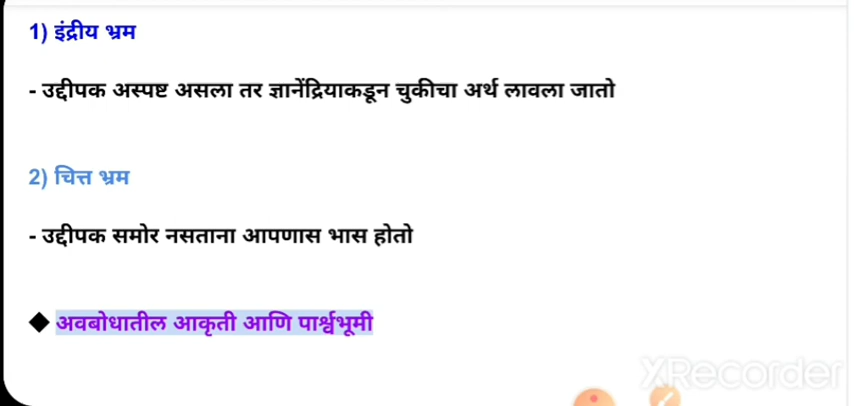 1) इंद्रीय भ्रम
- उद्दीपक अस्पष्ट असला तर ज्ञानेंद्रियाकडून चुकीचा अर्थ लावला जातो
2) चित्त भ्रम
- उद्दीपक समोर नसताना आपणास भास होतो
◆ अवबोधातील आकृती आणि पार्श्वभूमी
XRecorder